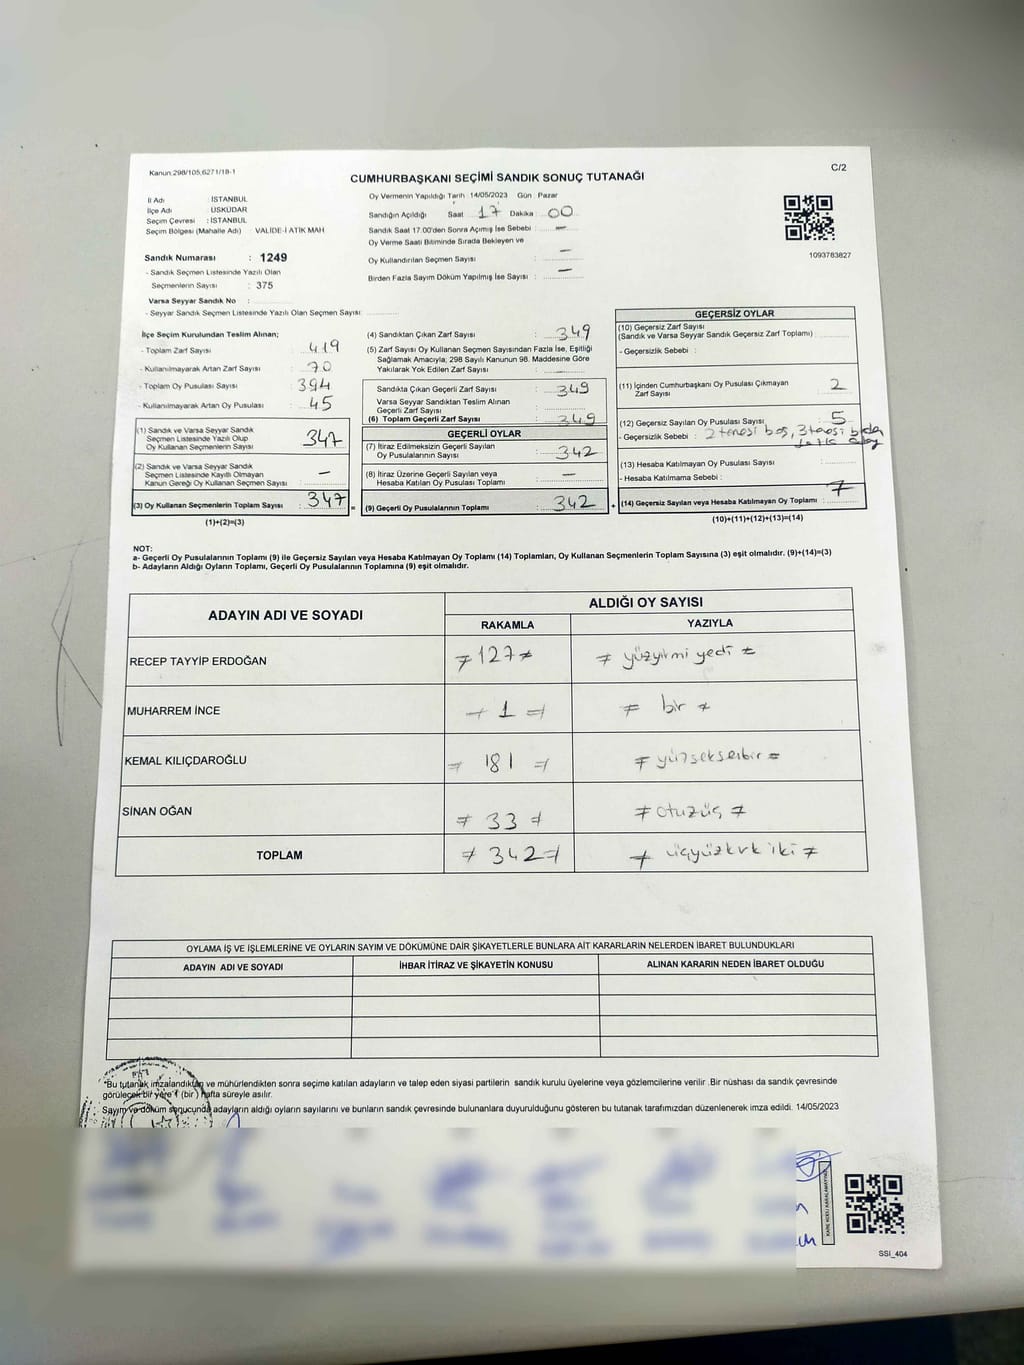 Kanun.298/105,6271/18-1
C/2
CUMHURBAŞKANI SEÇİMİ SANDIK SONUÇ TUTANAĞI
İl Adı : İSTANBUL
İlçe Adı : ÜSKÜDAR
Seçim Çevresi : İSTANBUL
Seçim Bölgesi (Mahalle Adı) VALİDE-İ ATİK MAH
Oy Vermenin Yapıldığı Tarih 14/05/2023 Gün Pazar
Sandığın Açıldığı Saat 17 Dakika 00
Sandık Saat 17.00'den Sonra Açımış İse Sebebi : —
Oy Verme Saati Bitiminde Sırada Bekleyen ve
Oy Kullandırılan Seçmen Sayısı : —
Birden Fazla Sayım Döküm Yapılmış İse Sayısı : —
1093783827
Sandık Numarası : 1249
- Sandık Seçmen Listesinde Yazılı Olan
Seçmenlerin Sayısı : 375
Varsa Seyyar Sandık No :
- Seyyar Sandık Seçmen Listesinde Yazılı Olan Seçmen Sayısı:
İlçe Seçim Kurulundan Teslim Alınan;
- Toplam Zarf Sayısı : 419
- Kullanılmayarak Artan Zarf Sayısı : 70
- Toplam Oy Pusulası Sayısı : 394
- Kullanılmayarak Artan Oy Pusulası : 45
(1) Sandık ve Varsa Seyyar Sandık
Seçmen Listesinde Yazılı Olup
Oy Kullanan Seçmenlerin Sayısı : 347
(2) Sandık ve Varsa Seyyar Sandık
Seçmen Listesinde Kayıtlı Olmayan
Kanun Gereği Oy Kullanan Seçmen Sayısı : —
(3) Oy Kullanan Seçmenlerin Toplam Sayısı : 347
(1)+(2)=(3)
(4) Sandıktan Çıkan Zarf Sayısı : 349
(5) Zarf Sayısı Oy Kullanan Seçmen Sayısından Fazla İse, Eşitliği
Sağlamak Amacıyla; 298 Sayılı Kanunun 98. Maddesine Göre
Yakılarak Yok Edilen Zarf Sayısı : —
Sandıkta Çıkan Geçerli Zarf Sayısı : 349
Varsa Seyyar Sandıktan Teslim Alınan
Geçerli Zarf Sayısı :
(6) Toplam Geçerli Zarf Sayısı : 349
GEÇERLİ OYLAR
(7) İtiraz Edilmeksizin Geçerli Sayılan
Oy Pusulalarının Sayısı : 342
(8) İtiraz Üzerine Geçerli Sayılan veya
Hesaba Katılan Oy Pusulası Toplamı : —
=
(9) Geçerli Oy Pusulalarının Toplamı : 342
+
GEÇERSİZ OYLAR
(10) Geçersiz Zarf Sayısı
(Sandık ve Varsa Seyyar Sandık Geçersiz Zarf Toplamı)
- Geçersizlik Sebebi :
(11) İçinden Cumhurbaşkanı Oy Pusulası Çıkmayan
Zarf Sayısı : 2
(12) Geçersiz Sayılan Oy Pusulası Sayısı : 5
- Geçersizlik Sebebi : 2 tanesi boş, 3 tanesi birden
fazla aday
(13) Hesaba Katılmayan Oy Pusulası Sayısı :
- Hesaba Katılmama Sebebi :
(14) Geçersiz Sayılan veya Hesaba Katılmayan Oy Toplamı : 7
(10)+(11)+(12)+(13)=(14)
NOT:
a- Geçerli Oy Pusulalarının Toplamı (9) ile Geçersiz Sayılan veya Hesaba Katılmayan Oy Toplamı (14) Toplamları, Oy Kullanan Seçmenlerin Toplam Sayısına (3) eşit olmalıdır. (9)+(14)=(3)
b- Adayların Aldığı Oyların Toplamı, Geçerli Oy Pusulalarının Toplamına (9) eşit olmalıdır.
ADAYIN ADI VE SOYADI
ALDIĞI OY SAYISI
RAKAMLA YAZIYLA
RECEP TAYYİP ERDOĞAN 127 yüzyirmi yedi
MUHARREM İNCE 1 bir
KEMAL KILIÇDAROĞLU 181 yüzseksenbir
SİNAN OĞAN 33 otuzüç
TOPLAM 342 üçyüzkırk iki
OYLAMA İŞ VE İŞLEMLERİNE VE OYLARIN SAYIM VE DÖKÜMÜNE DAİR ŞİKAYETLERLE BUNLARA AİT KARARLARIN NELERDEN İBARET BULUNDUKLARI
ADAYIN ADI VE SOYADI İHBAR İTİRAZ VE ŞİKAYETİN KONUSU ALINAN KARARIN NEDEN İBARET OLDUĞU
"Bu tutanak imzalandıktan ve mühürlendikten sonra seçime katılan adayların ve talep eden siyasi partilerin sandık kurulu üyelerine veya gözlemcilerine verilir .Bir nüshası da sandık çevresinde
görülecek bir yere 1 (bir) hafta süreyle asılır.
Sayım ve döküm sonucunda adayların aldığı oyların sayılarını ve bunların sandık çevresinde bulunanlara duyurulduğunu gösteren bu tutanak tarafımızdan düzenlenerek imza edildi. 14/05/2023
SSİ_404